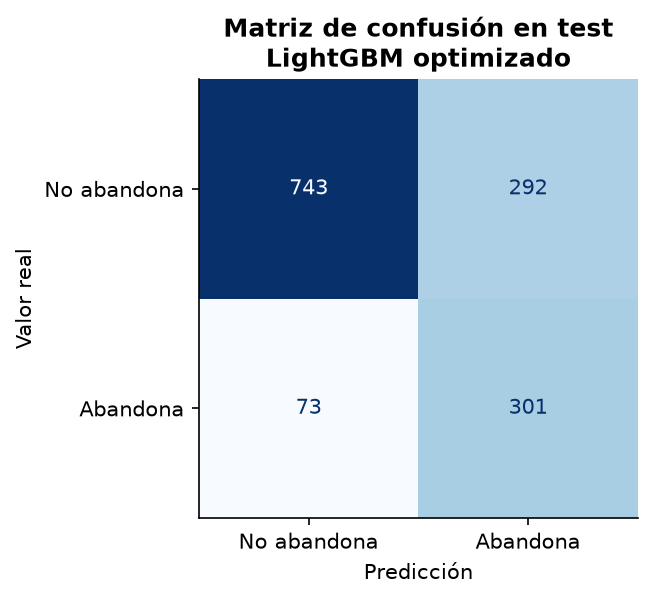 Matriz de confusión en test
LightGBM optimizado
No abandona
743
292
Valor real
Abandona
73
301
No abandona
Abandona
Predicción